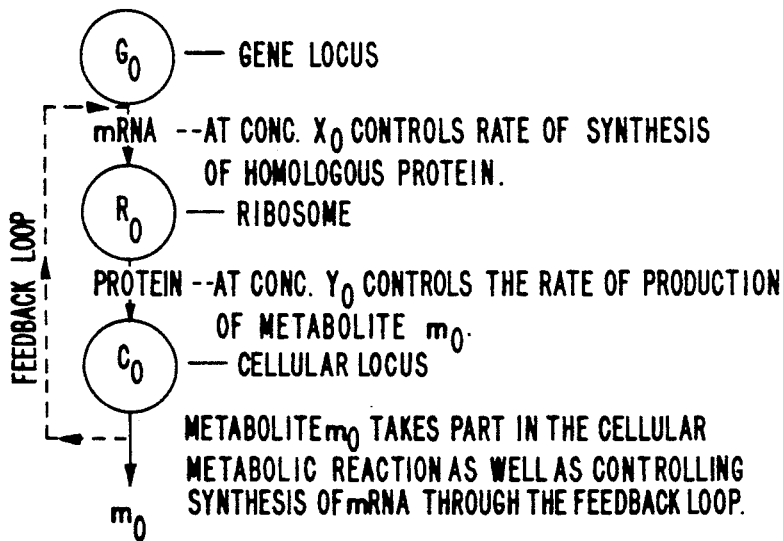 G₀ — GENE LOCUS
mRNA --AT CONC. X₀ CONTROLS RATE OF SYNTHESIS
OF HOMOLOGOUS PROTEIN.
R₀ — RIBOSOME
FEEDBACK LOOP
PROTEIN --AT CONC. Y₀ CONTROLS THE RATE OF PRODUCTION
OF METABOLITE m₀.
C₀ — CELLULAR LOCUS
METABOLITE m₀ TAKES PART IN THE CELLULAR
METABOLIC REACTION AS WELL AS CONTROLLING
SYNTHESIS OF mRNA THROUGH THE FEEDBACK LOOP.
m₀